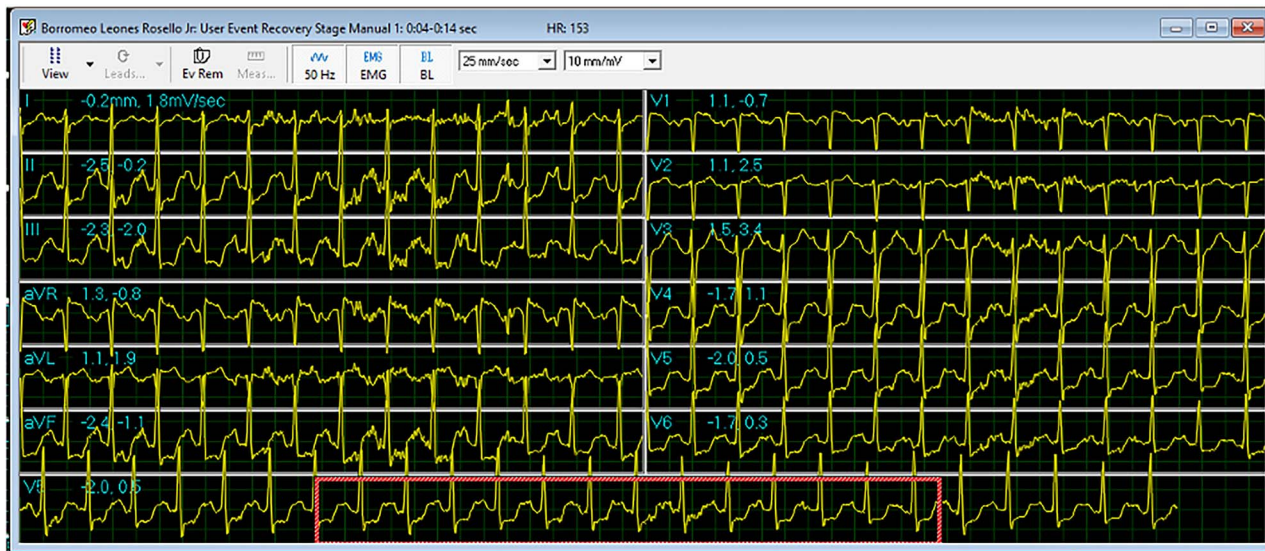 Borromeo Leones Rosello Jr: User Event Recovery Stage Manual 1: 0:04-0:14 sec HR: 153
View Leads... Ev Rem Meas... 50 Hz EMG EMG BL BL 25 mm/sec 10 mm/mV
I -0.2mm, 1.8mV/sec
II -2.5, -0.2
III -2.3, -2.0
aVR 1.3, -0.8
aVL 1.1, 1.9
aVF -2.4, -1.1
V1 1.1, -0.7
V2 1.1, 2.5
V3 1.5, 3.4
V4 -1.7, 1.1
V5 -2.0, 0.5
V6 -1.7, 0.3
V5 -2.0, 0.5